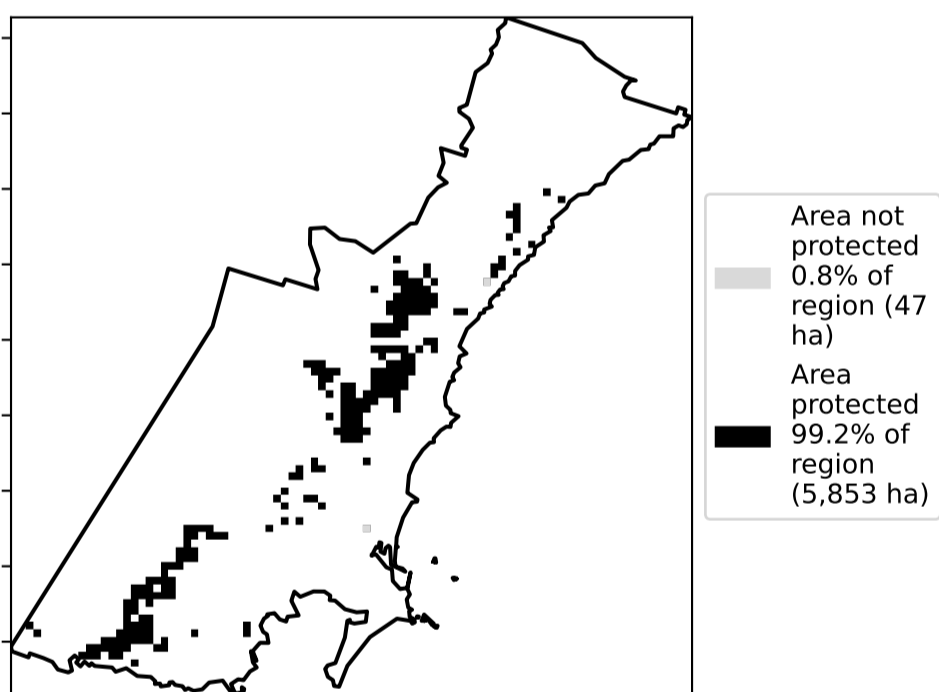 Area not
protected
0.8% of
region (47
ha)
Area
protected
99.2% of
region
(5,853 ha)